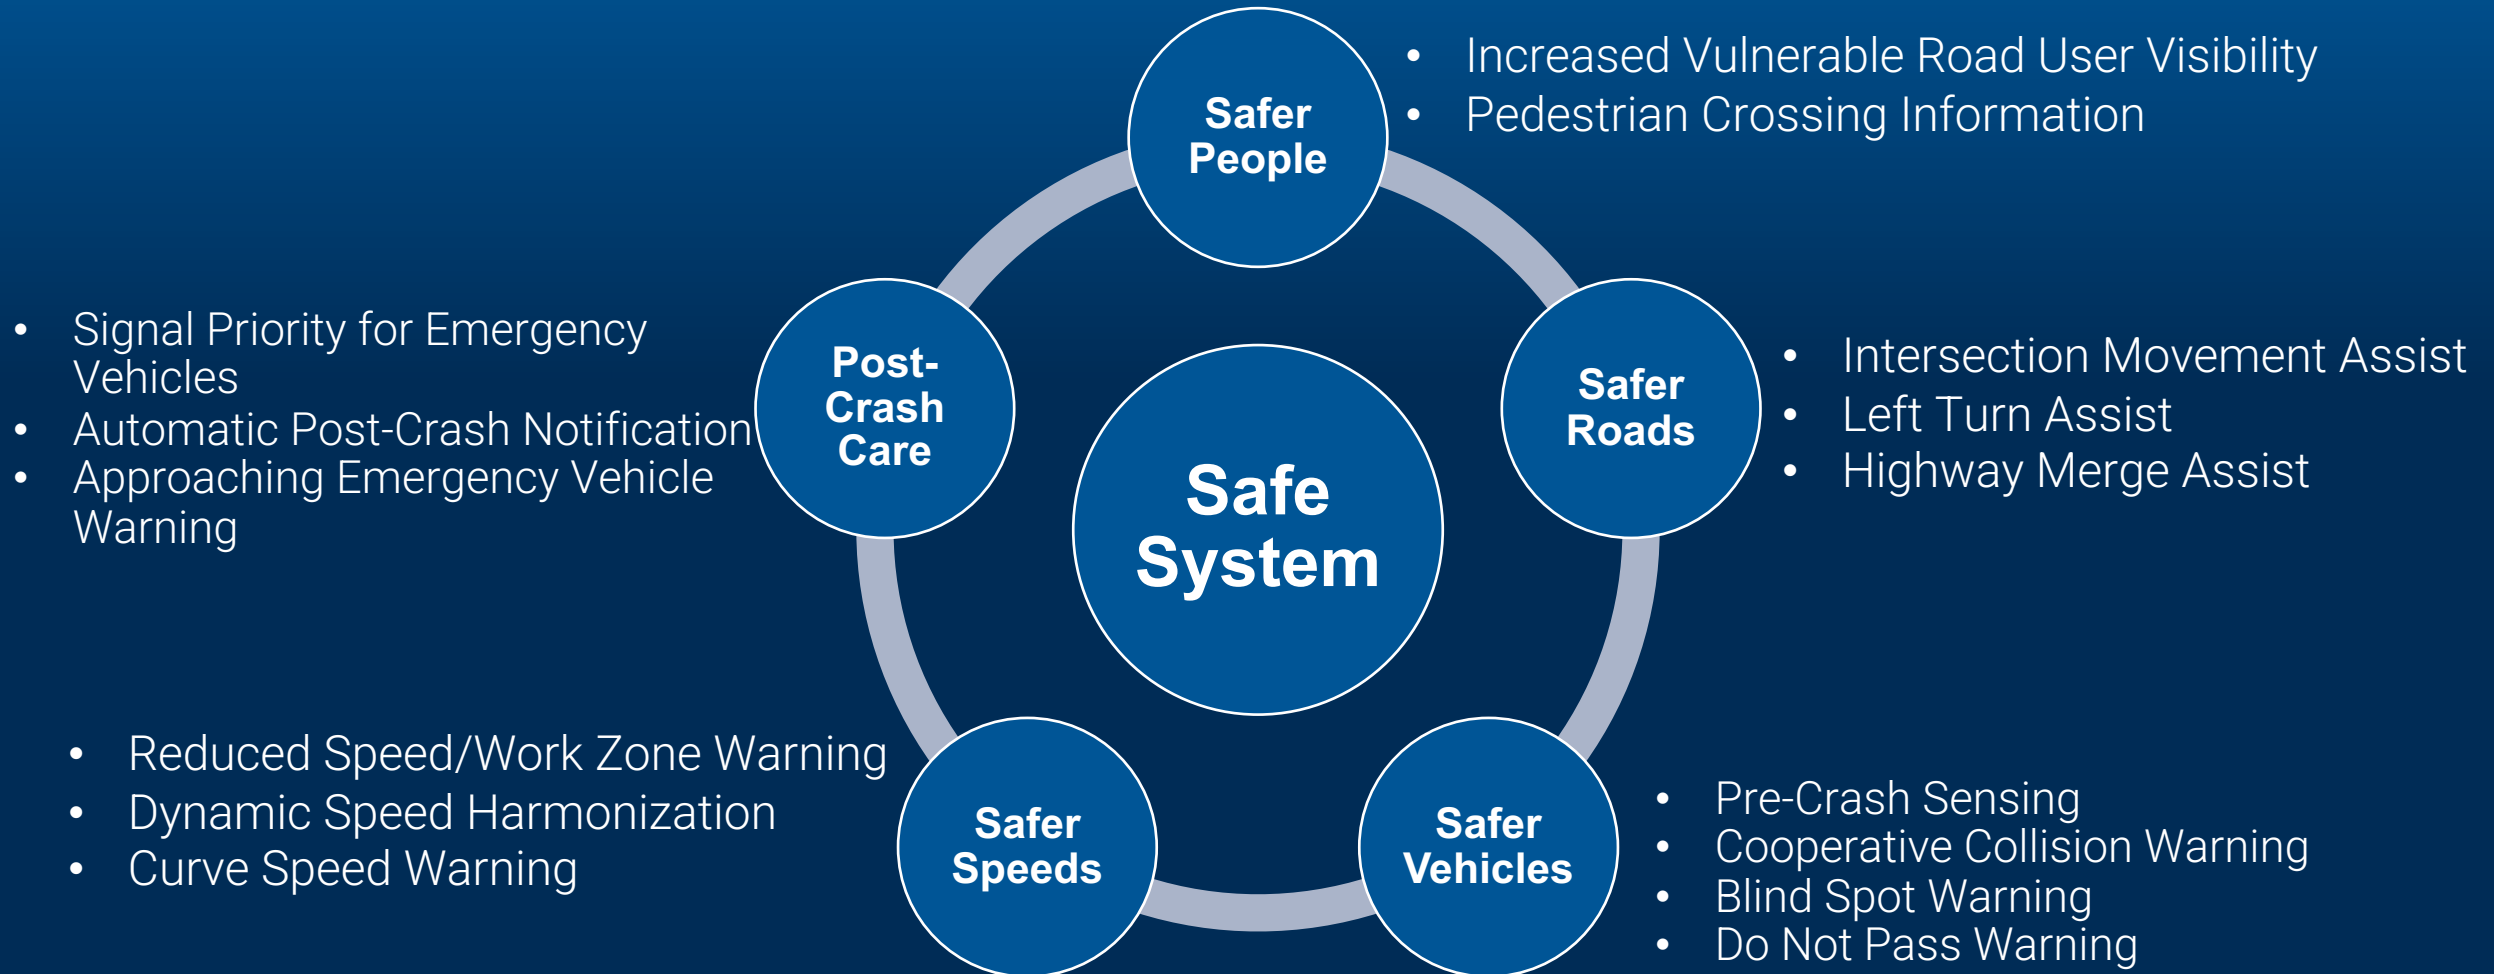 Safer
People
• Increased Vulnerable Road User Visibility
• Pedestrian Crossing Information
Safer
Roads
• Intersection Movement Assist
• Left Turn Assist
• Highway Merge Assist
Safer
Vehicles
• Pre-Crash Sensing
• Cooperative Collision Warning
• Blind Spot Warning
• Do Not Pass Warning
Safer
Speeds
• Reduced Speed/Work Zone Warning
• Dynamic Speed Harmonization
• Curve Speed Warning
Post-
Crash
Care
• Signal Priority for Emergency
Vehicles
• Automatic Post-Crash Notification
• Approaching Emergency Vehicle
Warning
Safe
System